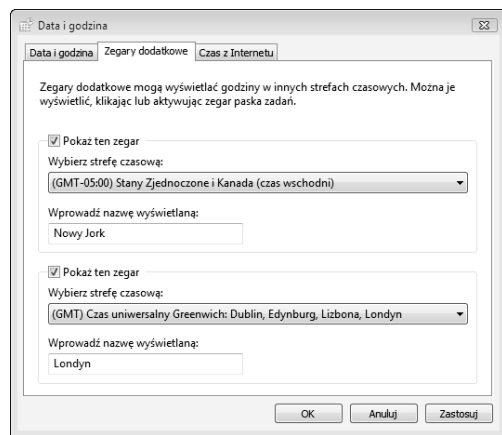 Data i godzina
Data i godzina Zegary dodatkowe Czas z Internetu
Zegary dodatkowe mogą wyświetlać godziny w innych strefach czasowych. Można je
wyświetlić, klikając lub aktywując zegar paska zadań.
Pokaż ten zegar
Wybierz strefę czasową:
(GMT-05:00) Stany Zjednoczone i Kanada (czas wschodni)
Wprowadź nazwę wyświetlaną:
Nowy Jork
Pokaż ten zegar
Wybierz strefę czasową:
(GMT) Czas uniwersalny Greenwich: Dublin, Edynburg, Lizbona, Londyn
Wprowadź nazwę wyświetlaną:
Londyn
OK Anuluj Zastosuj